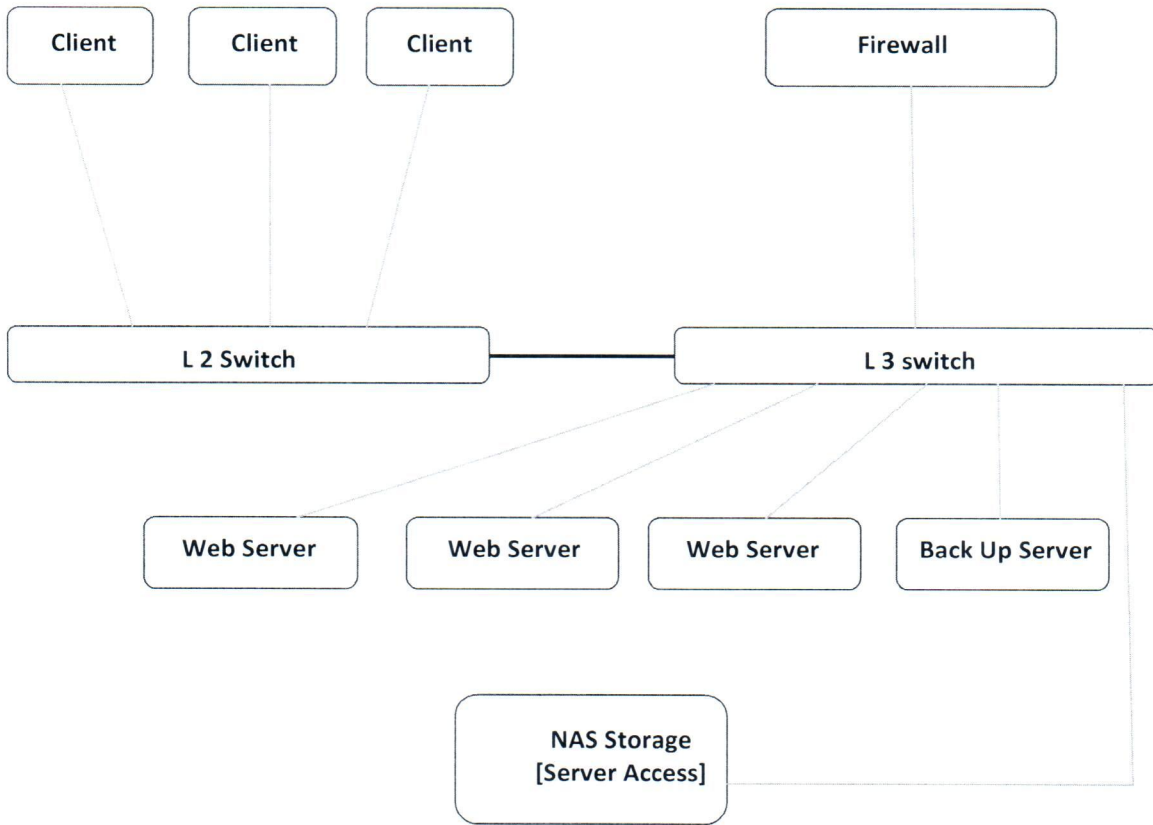 Client
Client
Client
Firewall
L 2 Switch
L 3 switch
Web Server
Web Server
Web Server
Back Up Server
NAS Storage
[Server Access]